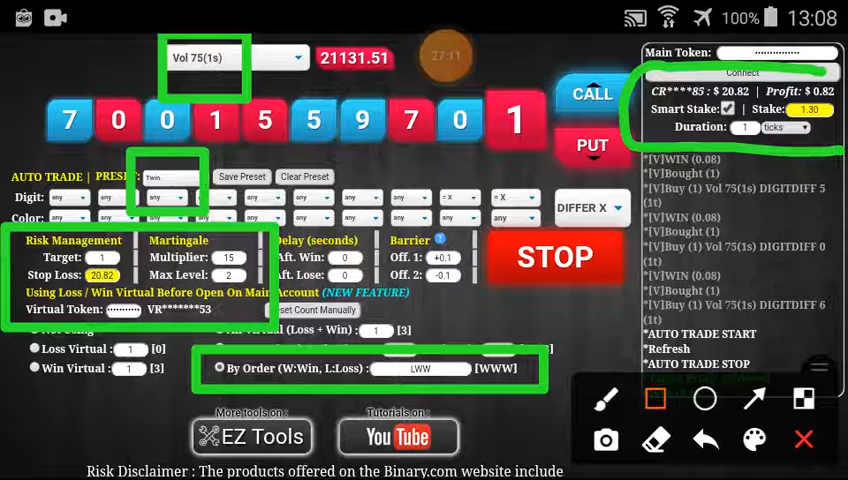 100% 13:08
Vol 75(1s) 21131.51 27:11
Main Token: ••••••••••••••
Connect
CR****85 : $ 20.82 | Profit: $ 0.82
Smart Stake: | Stake: 1.30
Duration: 1 ticks
7 0 0 1 5 5 9 7 0 1
CALL
PUT
AUTO TRADE | PRESET: Twin Save Preset Clear Preset
Digit: any any any any any any any = X = X
Color: any any any any any any any any any
DIFFER X
Risk Management Martingale Delay (seconds) Barrier ?
Target: 1 Multiplier: 15 Aft. Win: 0 Off. 1: +0.1
Stop Loss: 20.82 Max Level: 2 Aft. Lose: 0 Off. 2: -0.1
STOP
Using Loss / Win Virtual Before Open On Main Account (NEW FEATURE)
Virtual Token: •••••••••• VR*******53 Reset Count Manually
(Loss + Win) 1 [3]
Loss Virtual: 1 [0]
Win Virtual: 1 [3]
By Order (W:Win, L:Loss) : LWW [WWW]
[V]WIN (0.08)
[V]Bought (1)
[V]Buy (1) Vol 75(1s) DIGITDIFF 5
(1t)
[V]WIN (0.08)
[V]Bought (1)
[V]Buy (1) Vol 75(1s) DIGITDIFF 0
(1t)
[V]WIN (0.08)
[V]Bought (1)
[V]Buy (1) Vol 75(1s) DIGITDIFF 6
(1t)
*AUTO TRADE START
*Refresh
*AUTO TRADE STOP
More tools on :
EZ Tools
Tutorials on :
YouTube
Risk Disclaimer : The products offered on the Binary.com website include